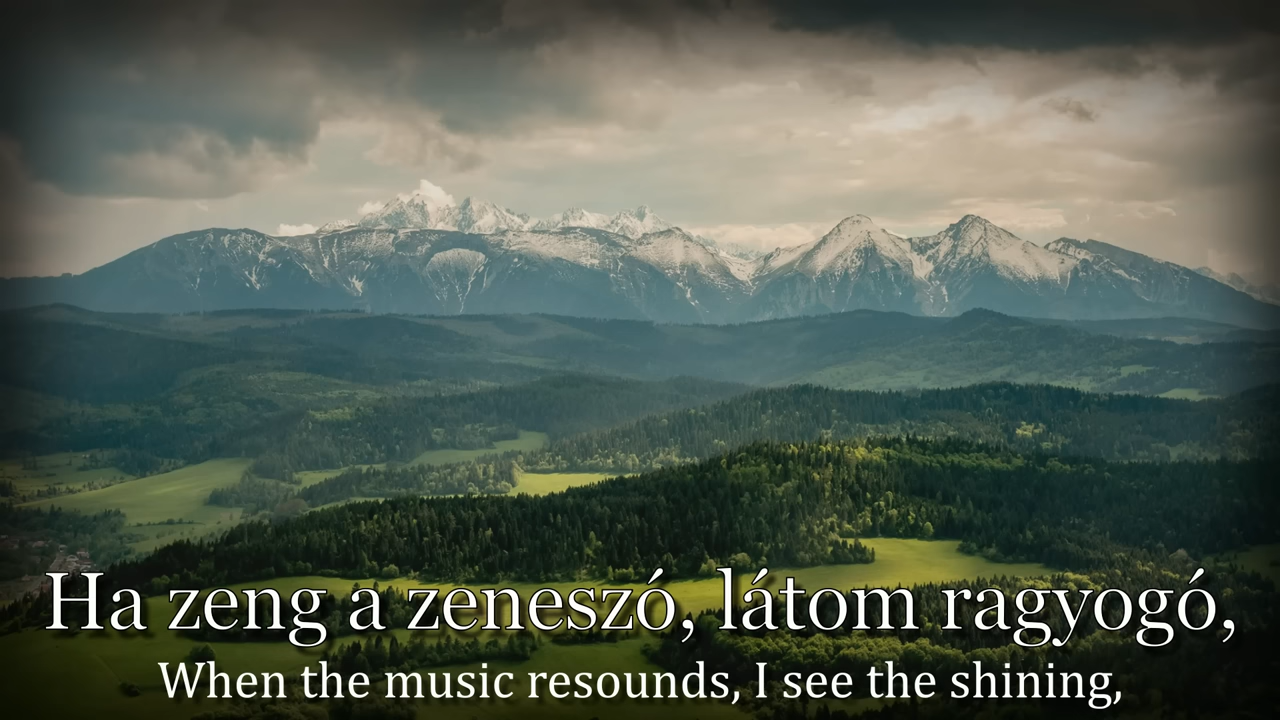 Ha zeng a zeneszó, látom ragyogó,
When the music resounds, I see the shining,